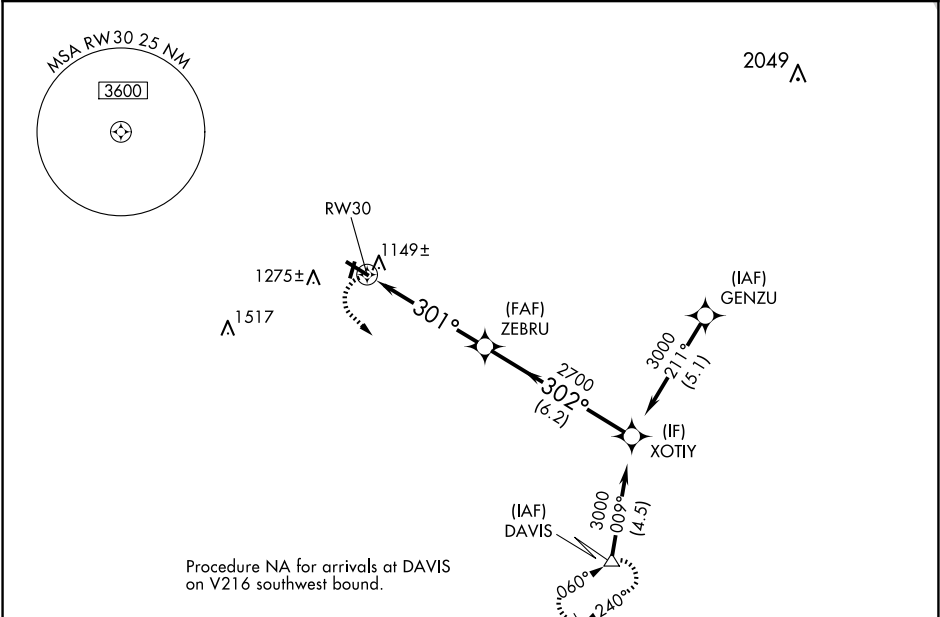 MSA RW30 25 NM
3600
2049
RW30
1149±
1275±
1517
301°
(FAF)
ZEBRU
(IAF)
GENZU
3000
211°
(5.1)
2700
302°
(6.2)
(IF)
XOTIY
(IAF)
DAVIS
3000
009°
(4.5)
060°
240°
Procedure NA for arrivals at DAVIS
on V216 southwest bound.